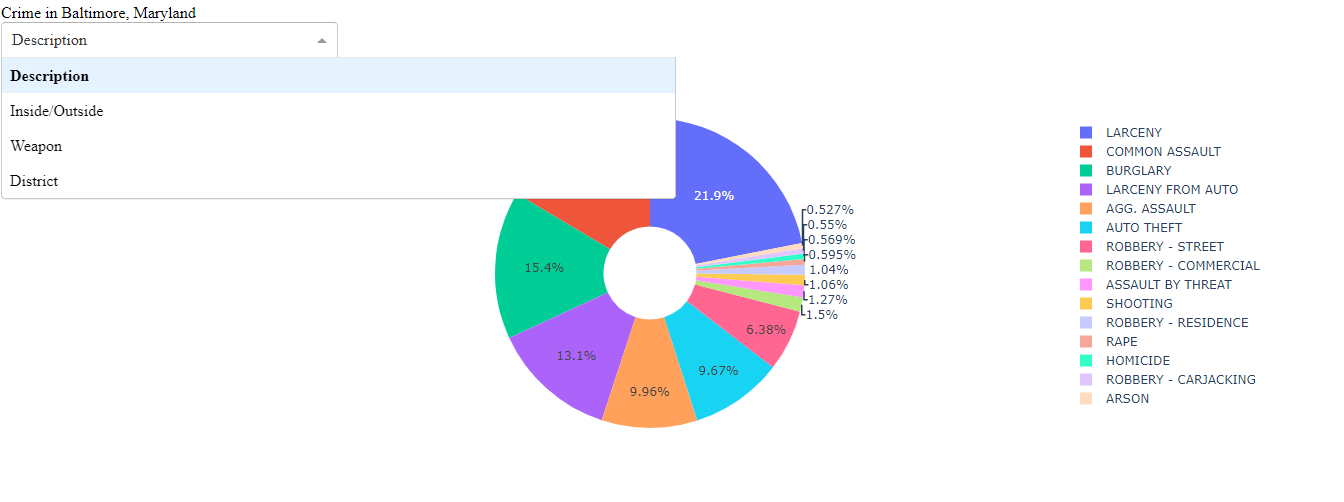 Crime in Baltimore, Maryland
Description
Description
Inside/Outside
Weapon
District
21.9%
0.527%
0.55%
0.569%
0.595%
1.04%
1.06%
1.27%
1.5%
6.38%
9.67%
9.96%
13.1%
15.4%
LARCENY
COMMON ASSAULT
BURGLARY
LARCENY FROM AUTO
AGG. ASSAULT
AUTO THEFT
ROBBERY - STREET
ROBBERY - COMMERCIAL
ASSAULT BY THREAT
SHOOTING
ROBBERY - RESIDENCE
RAPE
HOMICIDE
ROBBERY - CARJACKING
ARSON